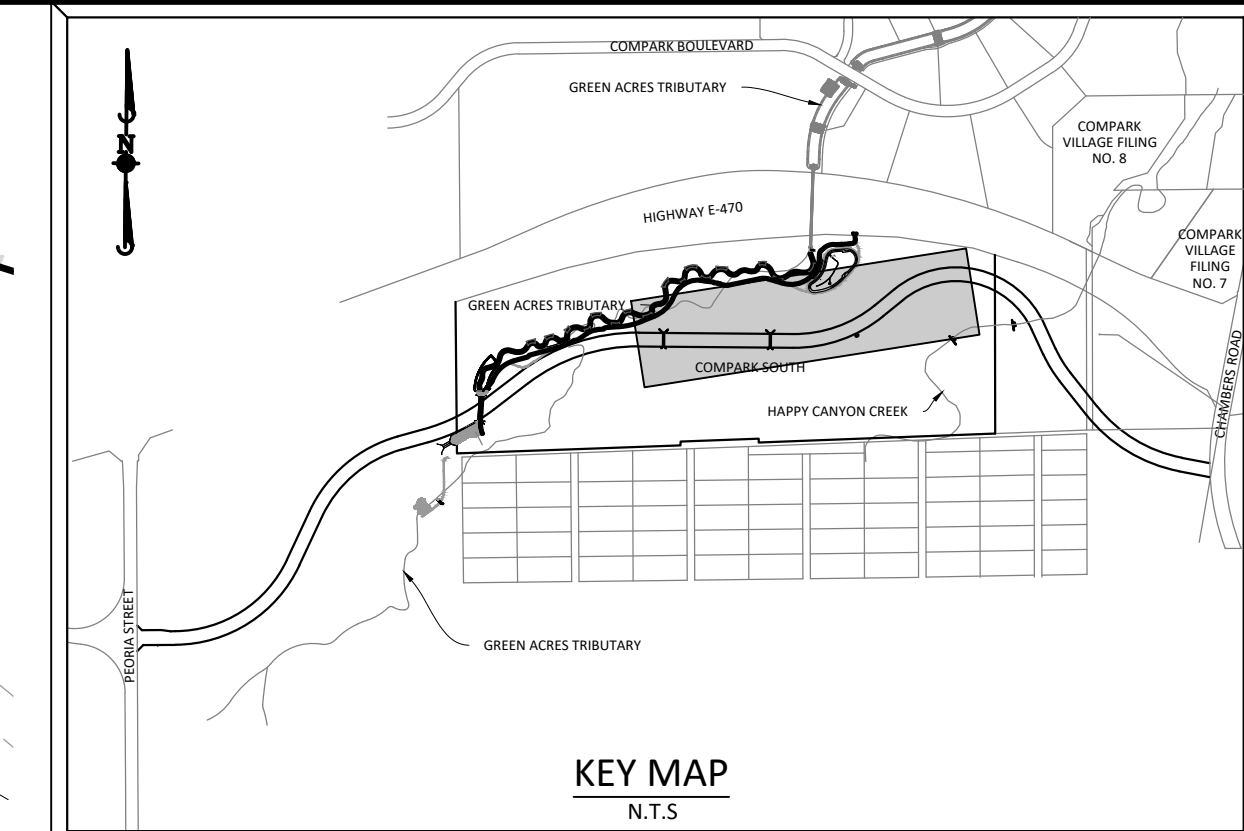 COMPARK BOULEVARD
GREEN ACRES TRIBUTARY
COMPARK
VILLAGE FILING
NO. 8
N
HIGHWAY E-470
COMPARK
VILLAGE
FILING
NO. 7
GREEN ACRES TRIBUTARY
COMPARK SOUTH
HAPPY CANYON CREEK
CHAMBERS ROAD
PEORIA STREET
GREEN ACRES TRIBUTARY
KEY MAP
N.T.S